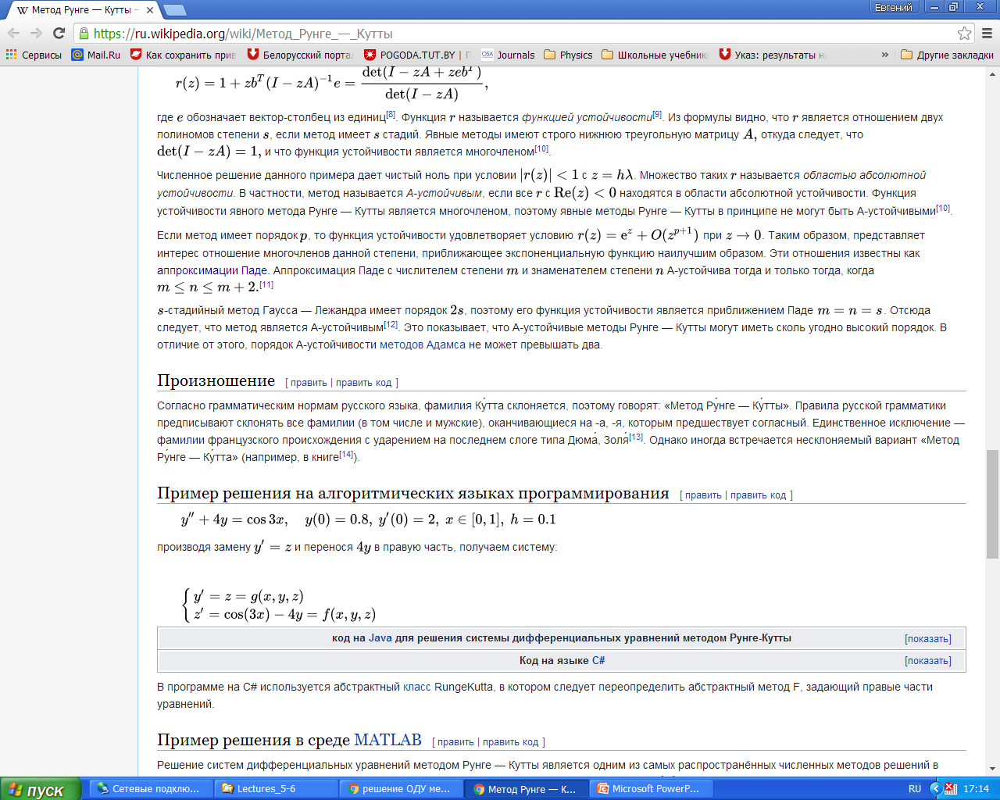 Метод Рунге — Кутты -
Евгений
https://ru.wikipedia.org/wiki/Метод_Рунге_—_Кутты
Сервисы Mail.Ru Как сохранить прив Белорусский порта POGODA.TUT.BY | Г Journals Physics Школьные учебник Указ: результаты н » Другие закладки
r(z) = 1 + zb^T(I − zA)^{−1}e = det(I − zA + zeb^T) / det(I − zA),
где e обозначает вектор-столбец из единиц[8]. Функция r называется функцией устойчивости[9]. Из формулы видно, что r является отношением двух
полиномов степени s, если метод имеет s стадий. Явные методы имеют строго нижнюю треугольную матрицу A, откуда следует, что
det(I − zA) = 1, и что функция устойчивости является многочленом[10].
Численное решение данного примера дает чистый ноль при условии |r(z)| < 1 с z = hλ. Множество таких r называется областью абсолютной
устойчивости. В частности, метод называется А-устойчивым, если все r с Re(z) < 0 находятся в области абсолютной устойчивости. Функция
устойчивости явного метода Рунге — Кутты является многочленом, поэтому явные методы Рунге — Кутты в принципе не могут быть А-устойчивыми[10].
Если метод имеет порядок p, то функция устойчивости удовлетворяет условию r(z) = e^z + O(z^{p+1}) при z → 0. Таким образом, представляет
интерес отношение многочленов данной степени, приближающее экспоненциальную функцию наилучшим образом. Эти отношения известны как
аппроксимации Паде. Аппроксимация Паде с числителем степени m и знаменателем степени n А-устойчива тогда и только тогда, когда
m ≤ n ≤ m + 2.[11]
s-стадийный метод Гаусса — Лежандра имеет порядок 2s, поэтому его функция устойчивости является приближением Паде m = n = s. Отсюда
следует, что метод является А-устойчивым[12]. Это показывает, что А-устойчивые методы Рунге — Кутты могут иметь сколь угодно высокий порядок. В
отличие от этого, порядок А-устойчивости методов Адамса не может превышать два.
Произношение [ править | править код ]
Согласно грамматическим нормам русского языка, фамилия Ку́тта склоняется, поэтому говорят: «Метод Ру́нге — Ку́тты». Правила русской грамматики
предписывают склонять все фамилии (в том числе и мужские), оканчивающиеся на -а, -я, которым предшествует согласный. Единственное исключение —
фамилии французского происхождения с ударением на последнем слоге типа Дюма́, Золя́[13]. Однако иногда встречается несклоняемый вариант «Метод
Ру́нге — Ку́тта» (например, в книге[14]).
Пример решения на алгоритмических языках программирования [ править | править код ]
y″ + 4y = cos 3x, y(0) = 0.8, y′(0) = 2, x ∈ [0, 1], h = 0.1
производя замену y′ = z и перенося 4y в правую часть, получаем систему:
{ y′ = z = g(x, y, z)
z′ = cos(3x) − 4y = f(x, y, z)
код на Java для решения системы дифференциальных уравнений методом Рунге-Кутты [показать]
Код на языке C# [показать]
В программе на C# используется абстрактный класс RungeKutta, в котором следует переопределить абстрактный метод F, задающий правые части
уравнений.
Пример решения в среде MATLAB [ править | править код ]
Решение систем дифференциальных уравнений методом Рунге — Кутты является одним из самых распространённых численных методов решений в
пуск Сетевые подклю... Lectures_5-6 решение ОДУ ме... Метод Рунге — К... Microsoft PowerP... RU 17:14